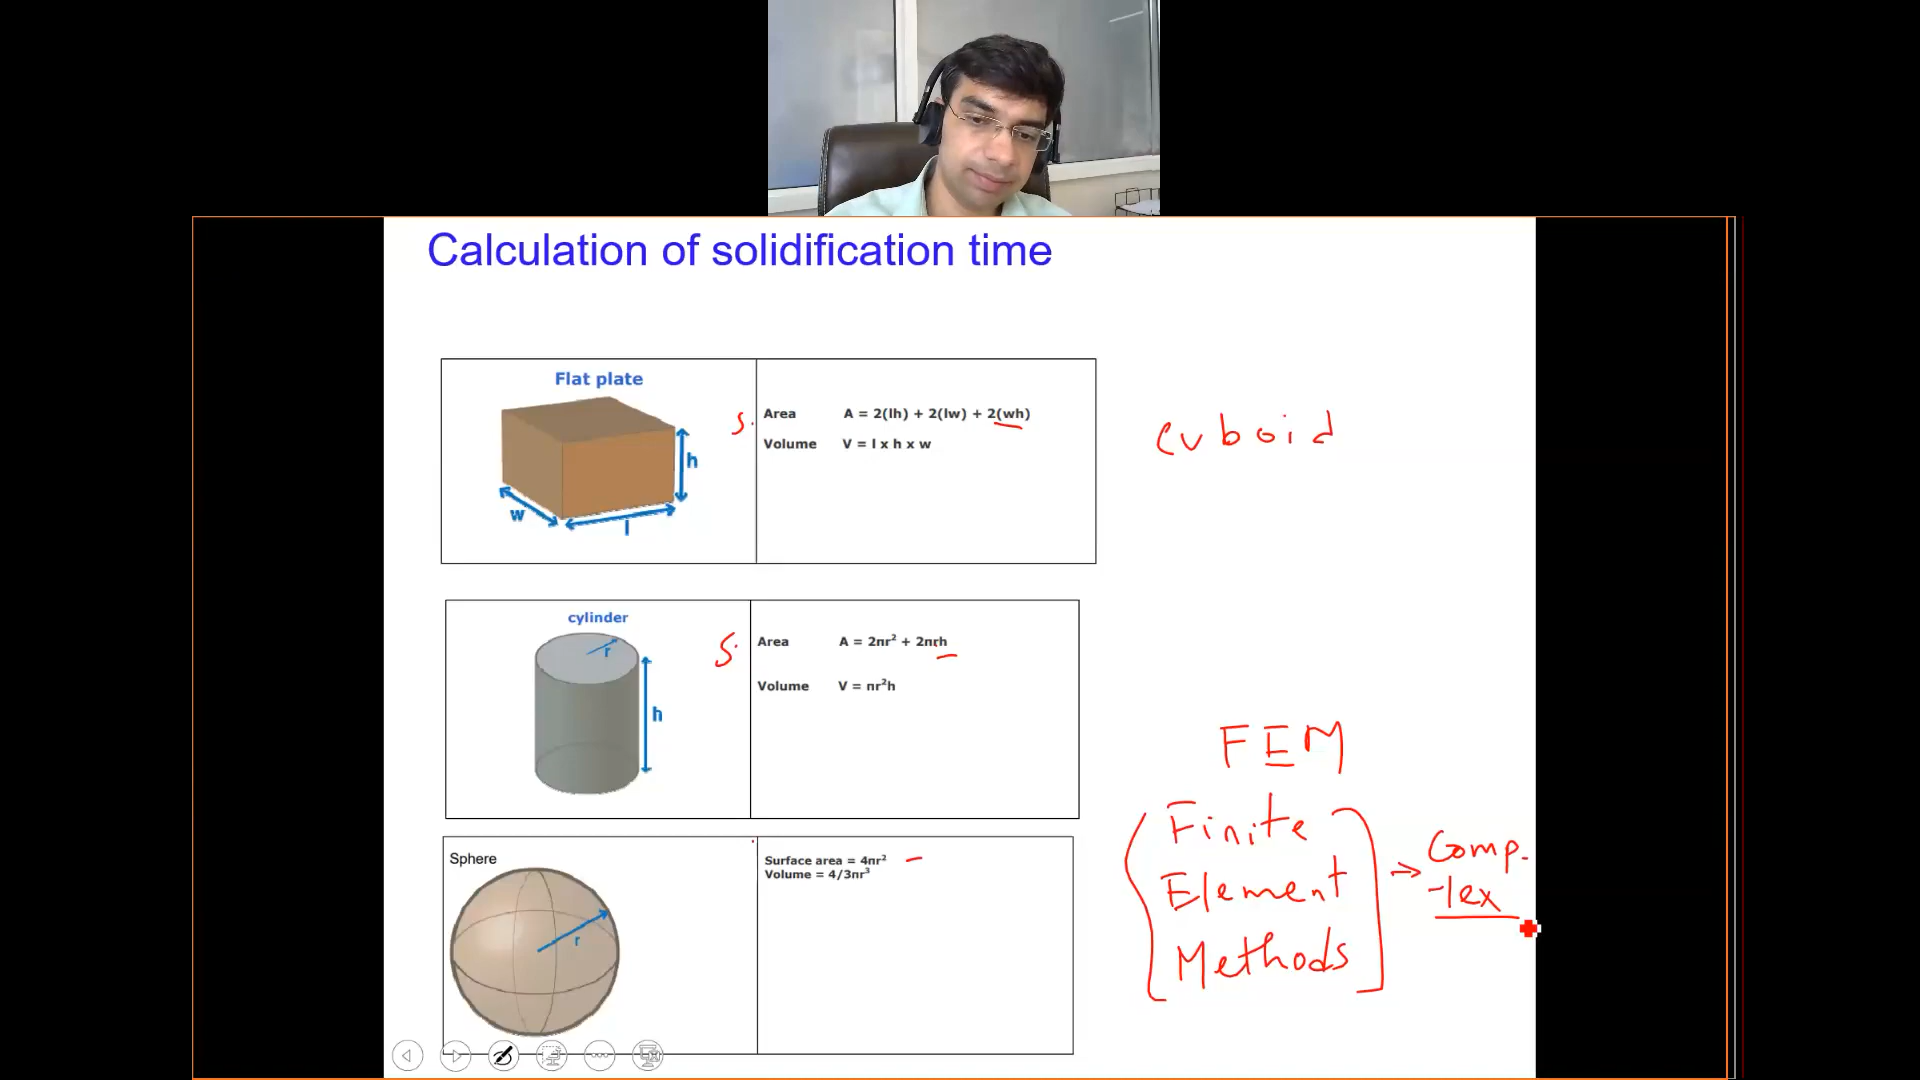 Calculation of solidification time
Flat plate
h
w
l
S.
Area A = 2(lh) + 2(lw) + 2(wh)
Volume V = l x h x w
cuboid
cylinder
r
h
S.
Area A = 2πr² + 2πrh
Volume V = πr²h
Sphere
r
Surface area = 4πr²
Volume = 4/3πr³
FEM
Finite
Element
Methods
Comp-
-lex